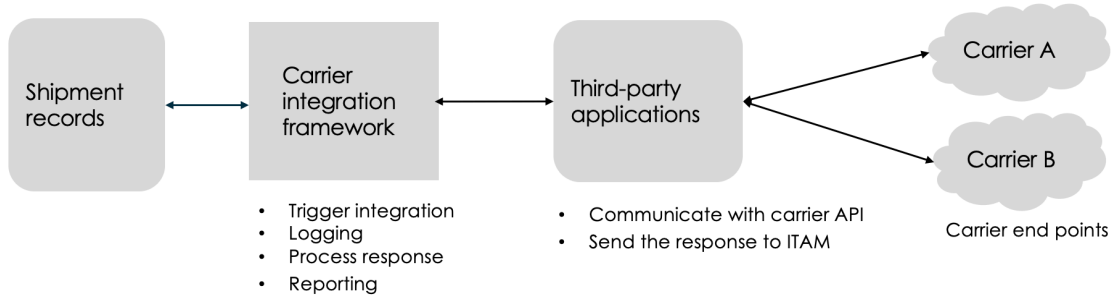 Shipment
records
Carrier
integration
framework
• Trigger integration
• Logging
• Process response
• Reporting
Third-party
applications
• Communicate with carrier API
• Send the response to ITAM
Carrier A
Carrier B
Carrier end points